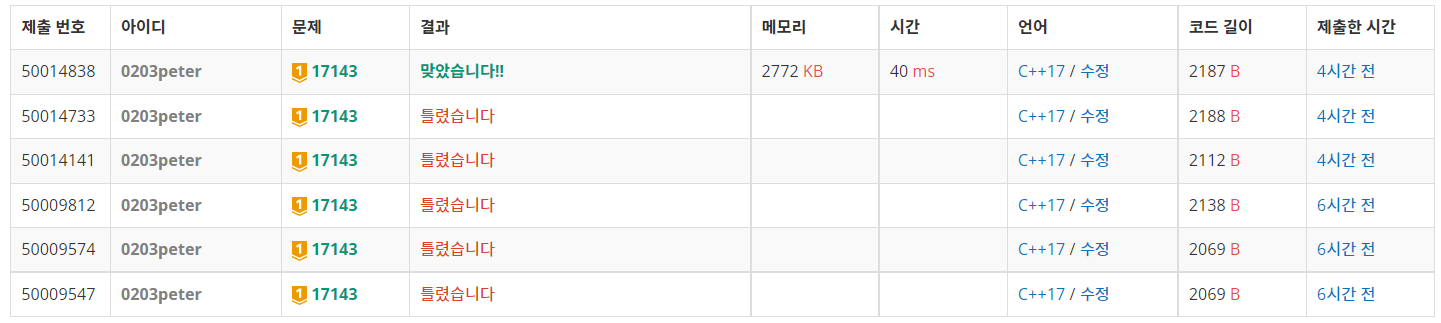 제출 번호 아이디 문제 결과 메모리 시간 언어 코드 길이 제출한 시간
50014838 0203peter 1 17143 맞았습니다!! 2772 KB 40 ms C++17 / 수정 2187 B 4시간 전
50014733 0203peter 1 17143 틀렸습니다 C++17 / 수정 2188 B 4시간 전
50014141 0203peter 1 17143 틀렸습니다 C++17 / 수정 2112 B 4시간 전
50009812 0203peter 1 17143 틀렸습니다 C++17 / 수정 2138 B 6시간 전
50009574 0203peter 1 17143 틀렸습니다 C++17 / 수정 2069 B 6시간 전
50009547 0203peter 1 17143 틀렸습니다 C++17 / 수정 2069 B 6시간 전